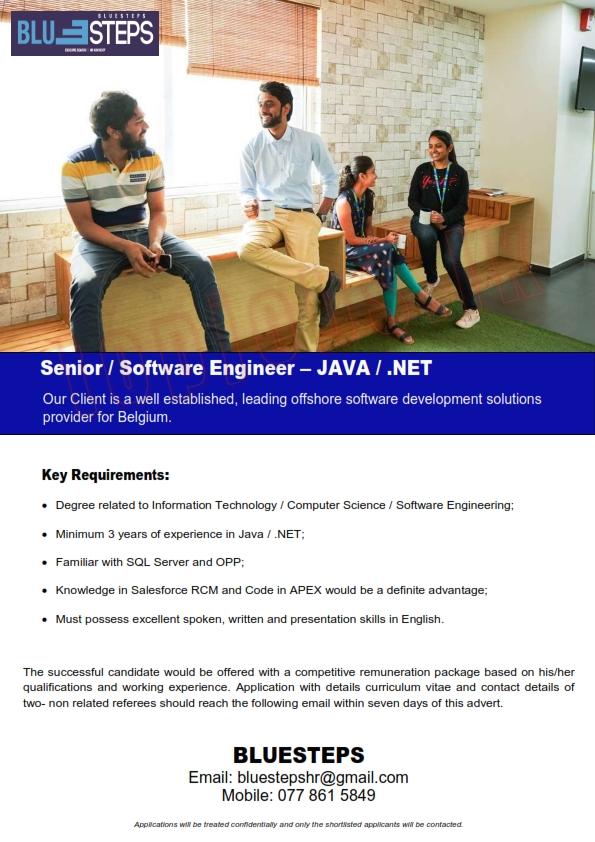 BLUESTEPS
BLU STEPS
EXECUTIVE SEARCH | HR ADVISORY
Senior / Software Engineer – JAVA / .NET
Our Client is a well established, leading offshore software development solutions
provider for Belgium.
Key Requirements:
• Degree related to Information Technology / Computer Science / Software Engineering;
• Minimum 3 years of experience in Java / .NET;
• Familiar with SQL Server and OPP;
• Knowledge in Salesforce RCM and Code in APEX would be a definite advantage;
• Must possess excellent spoken, written and presentation skills in English.
The successful candidate would be offered with a competitive remuneration package based on his/her
qualifications and working experience. Application with details curriculum vitae and contact details of
two- non related referees should reach the following email within seven days of this advert.
BLUESTEPS
Email: bluestepshr@gmail.com
Mobile: 077 861 5849
Applications will be treated confidentially and only the shortlisted applicants will be contacted.